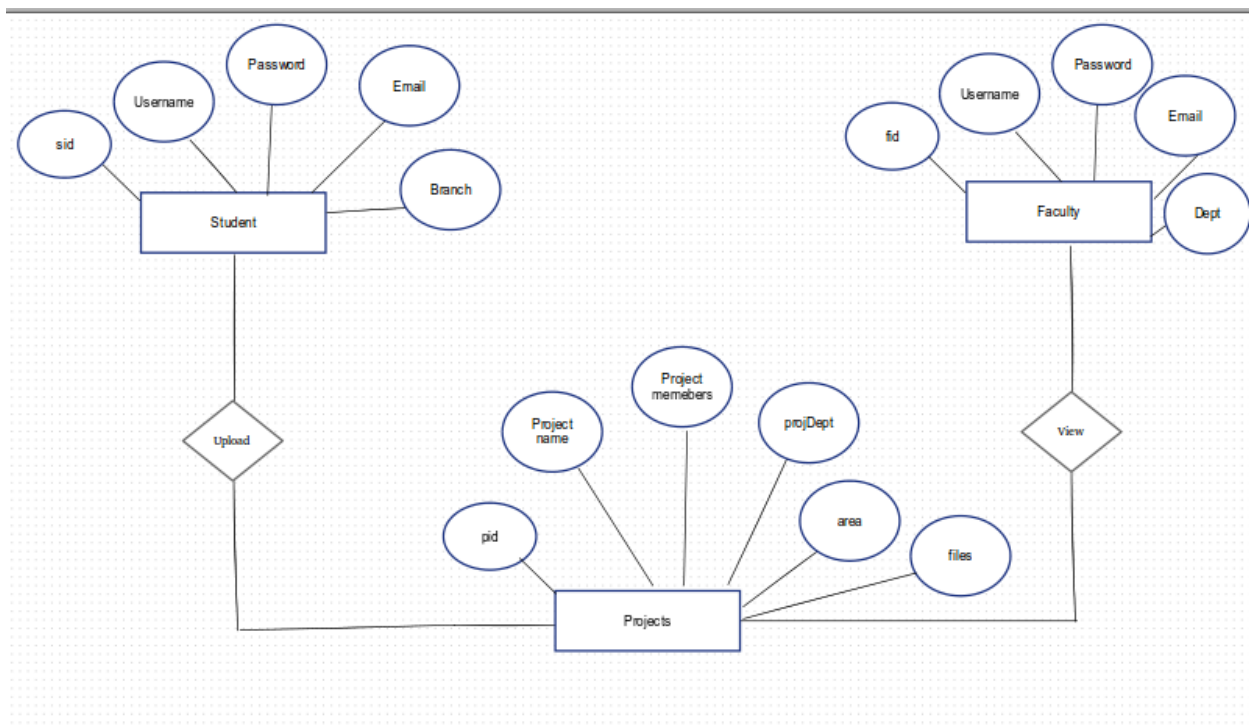 Password
Email
Username
sid
Branch
Student
Password
Username
Email
fid
Faculty
Dept
Upload
View
Project
memebers
Project
name
projDept
area
pid
files
Projects